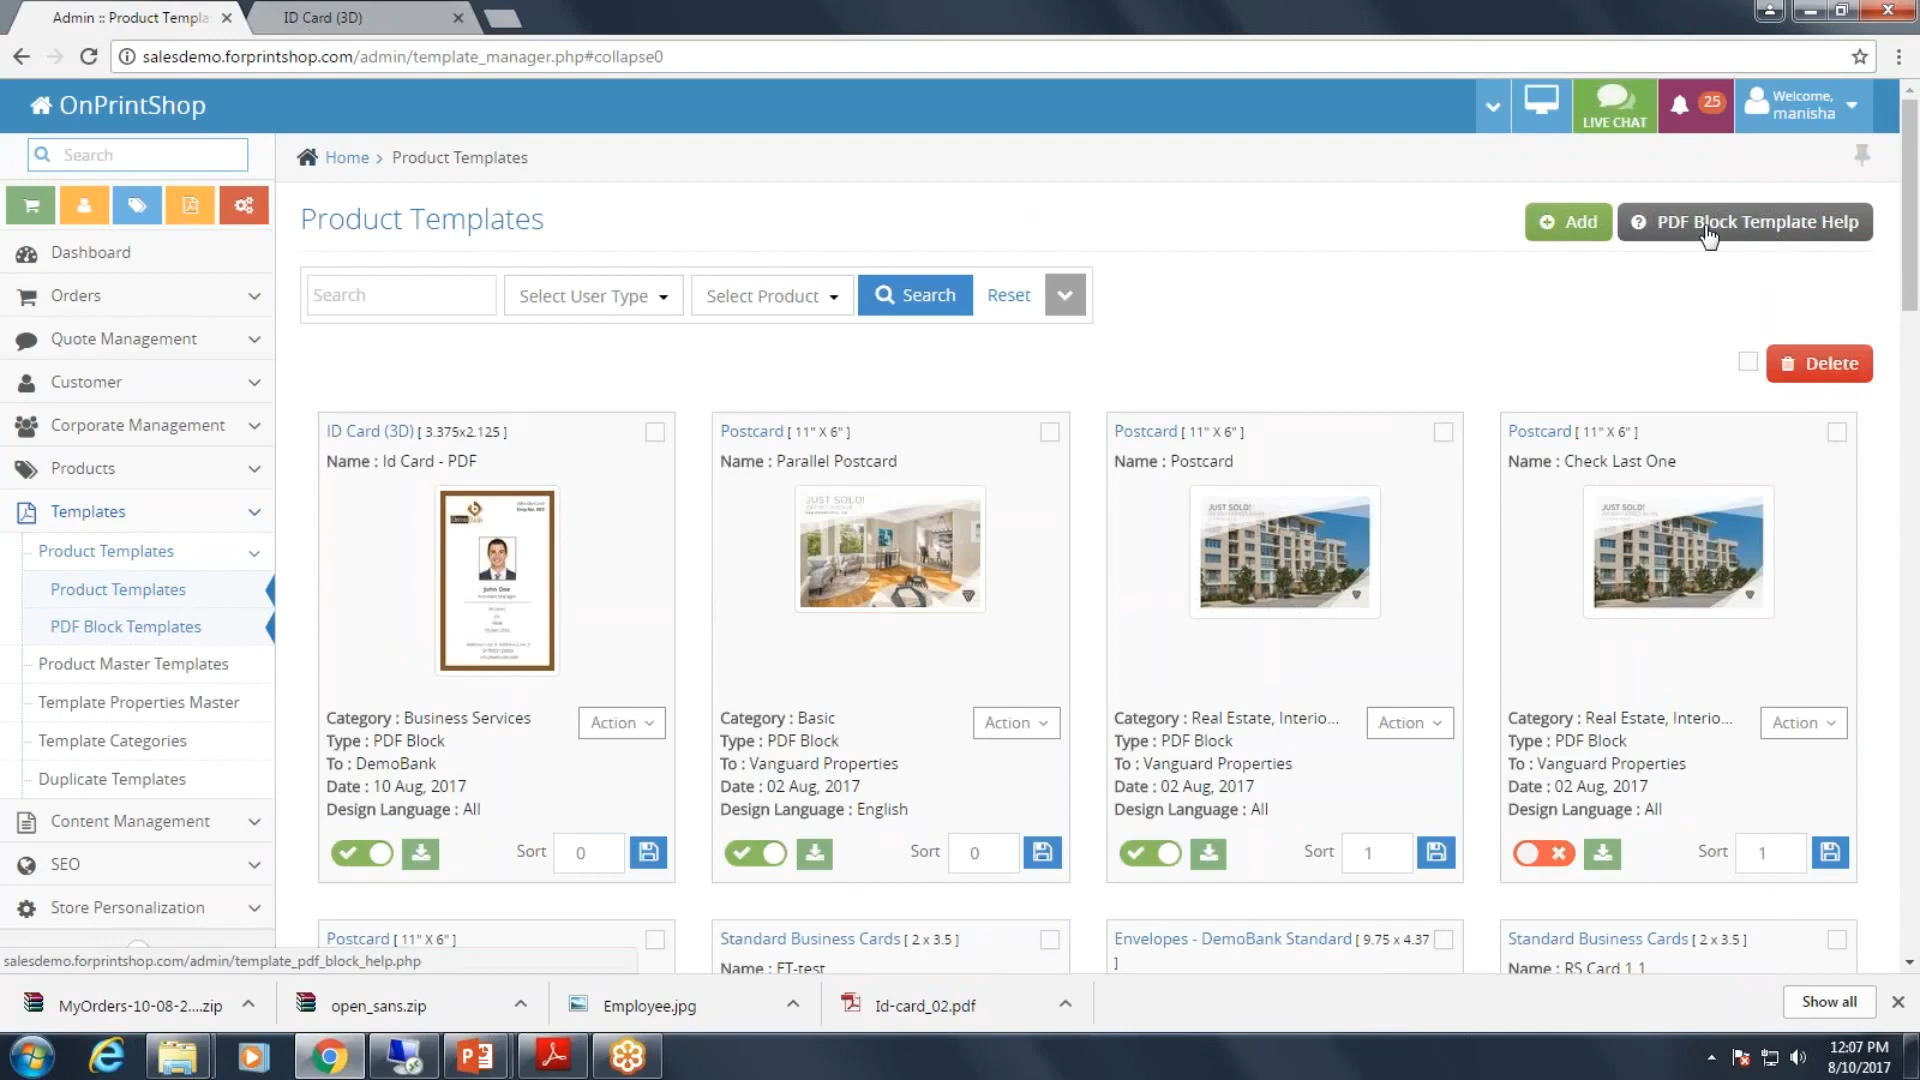 Admin :: Product Templa
ID Card (3D)
salesdemo.forprintshop.com/admin/template_manager.php#collapse0
OnPrintShop
LIVE CHAT
25
Welcome,
manisha
Search
Home > Product Templates
Dashboard
Orders
Quote Management
Customer
Corporate Management
Products
Templates
Product Templates
Product Templates
PDF Block Templates
Product Master Templates
Template Properties Master
Template Categories
Duplicate Templates
Content Management
SEO
Store Personalization
Product Templates
Add
PDF Block Template Help
Search
Select User Type
Select Product
Search
Reset
Delete
ID Card (3D) [ 3.375x2.125 ]
Name : Id Card - PDF
John Doe
Category : Business Services
Action
Type : PDF Block
To : DemoBank
Date : 10 Aug, 2017
Design Language : All
Sort 0
Postcard [ 11" X 6" ]
Name : Parallel Postcard
JUST SOLD!
Category : Basic
Action
Type : PDF Block
To : Vanguard Properties
Date : 02 Aug, 2017
Design Language : English
Sort 0
Postcard [ 11" X 6" ]
Name : Postcard
JUST SOLD!
Category : Real Estate, Interio...
Action
Type : PDF Block
To : Vanguard Properties
Date : 02 Aug, 2017
Design Language : All
Sort 1
Postcard [ 11" X 6" ]
Name : Check Last One
JUST SOLD!
Category : Real Estate, Interio...
Action
Type : PDF Block
To : Vanguard Properties
Date : 02 Aug, 2017
Design Language : All
Sort 1
Postcard [ 11" X 6" ]
Standard Business Cards [ 2 x 3.5 ]
Name : FT-test
Envelopes - DemoBank Standard [ 9.75 x 4.37
]
Standard Business Cards [ 2 x 3.5 ]
Name : RS Card 1.1
salesdemo.forprintshop.com/admin/template_pdf_block_help.php
MyOrders-10-08-2....zip
open_sans.zip
Employee.jpg
Id-card_02.pdf
Show all
12:07 PM
8/10/2017